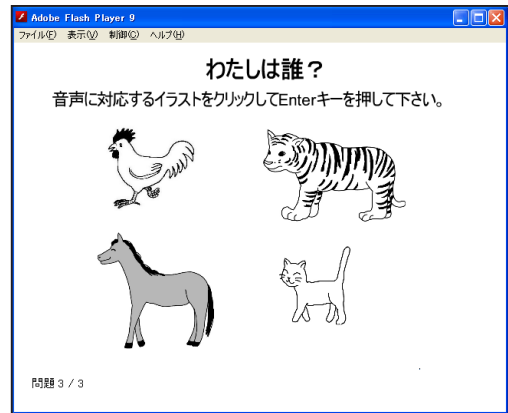 Adobe Flash Player 9
ファイル(F) 表示(V) 制御(C) ヘルプ(H)
わたしは誰？
音声に対応するイラストをクリックしてEnterキーを押して下さい。
問題 3 / 3